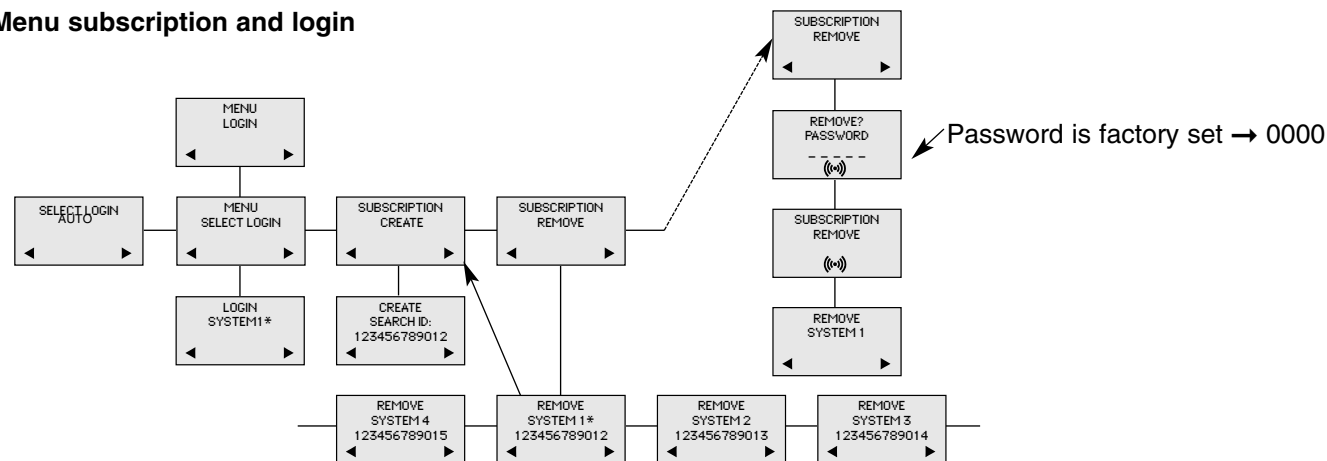 Menu subscription and login
SUBSCRIPTION
REMOVE
MENU
LOGIN
REMOVE?
PASSWORD
_ _ _ _ _
Password is factory set → 0000
SELECT LOGIN
AUTO
MENU
SELECT LOGIN
SUBSCRIPTION
CREATE
SUBSCRIPTION
REMOVE
SUBSCRIPTION
REMOVE
LOGIN
SYSTEM1*
CREATE
SEARCH ID:
123456789012
REMOVE
SYSTEM 1
REMOVE
SYSTEM 4
123456789015
REMOVE
SYSTEM 1*
123456789012
REMOVE
SYSTEM 2
123456789013
REMOVE
SYSTEM 3
123456789014